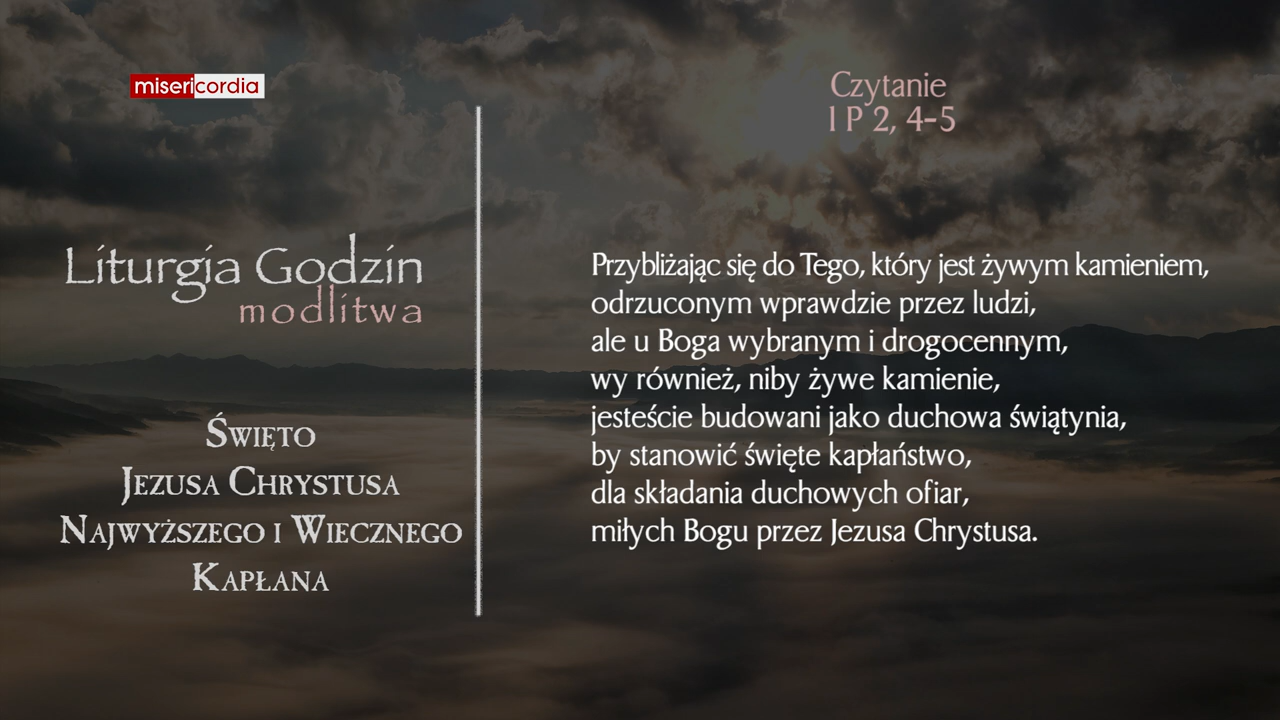 misericordia
Liturgia Godzin
modlitwa
Święto
Jezusa Chrystusa
Najwyższego i Wiecznego
Kapłana
Czytanie
1 P 2, 4-5
Przybliżając się do Tego, który jest żywym kamieniem,
odrzuconym wprawdzie przez ludzi,
ale u Boga wybranym i drogocennym,
wy również, niby żywe kamienie,
jesteście budowani jako duchowa świątynia,
by stanowić święte kapłaństwo,
dla składania duchowych ofiar,
miłych Bogu przez Jezusa Chrystusa.